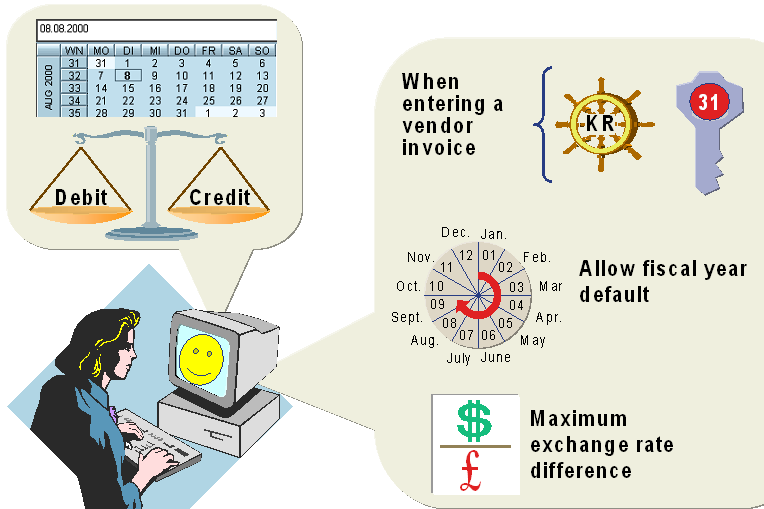 08.08.2000
WN MO DI MI DO FR SA SO
AUG 2000
31 31 1 2 3 4 5 6
32 7 8 9 10 11 12 13
33 14 15 16 17 18 19 20
34 21 22 23 24 25 26 27
35 28 29 30 31 1 2 3
Debit Credit
When
entering a
vendor
invoice
KR
31
Dec. Jan.
Nov. 12 01 Feb.
11 02
Oct. 10 03 Mar
09 04
Sept. 08 05 Apr.
Aug. 07 06 May
July June
Allow fiscal year
default
$
£
Maximum
exchange rate
difference